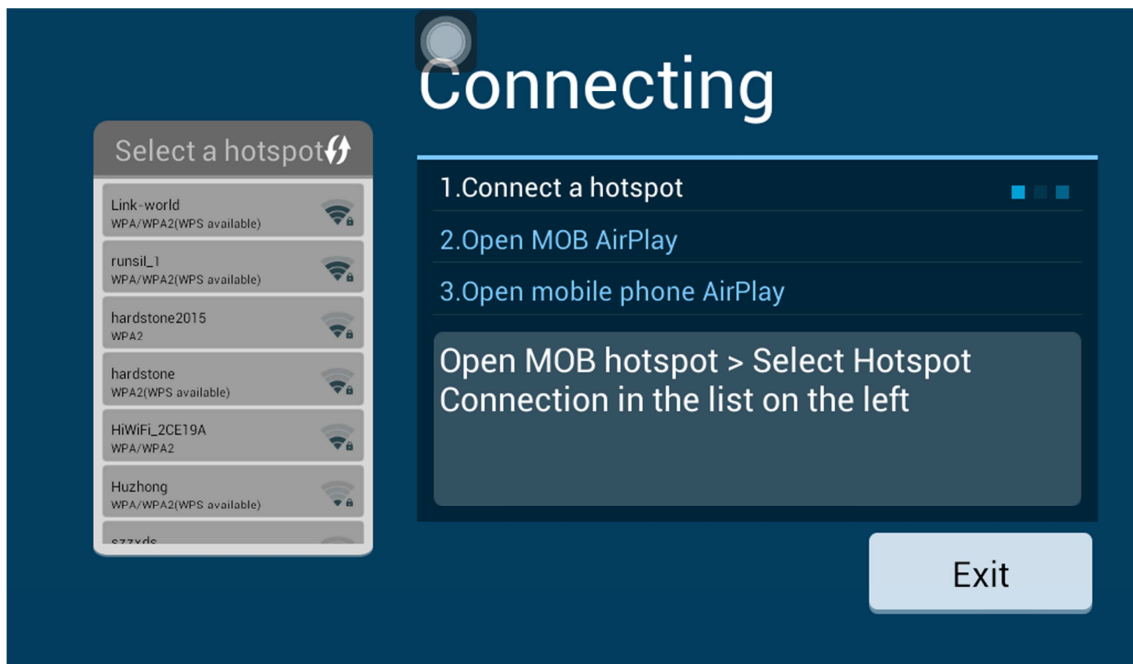 Connecting
Select a hotspot
Link-world
WPA/WPA2(WPS available)
runsil_1
WPA/WPA2(WPS available)
hardstone2015
WPA2
hardstone
WPA2(WPS available)
HiWiFi_2CE19A
WPA/WPA2
Huzhong
WPA/WPA2(WPS available)
szzxds
1.Connect a hotspot
2.Open MOB AirPlay
3.Open mobile phone AirPlay
Open MOB hotspot > Select Hotspot
Connection in the list on the left
Exit